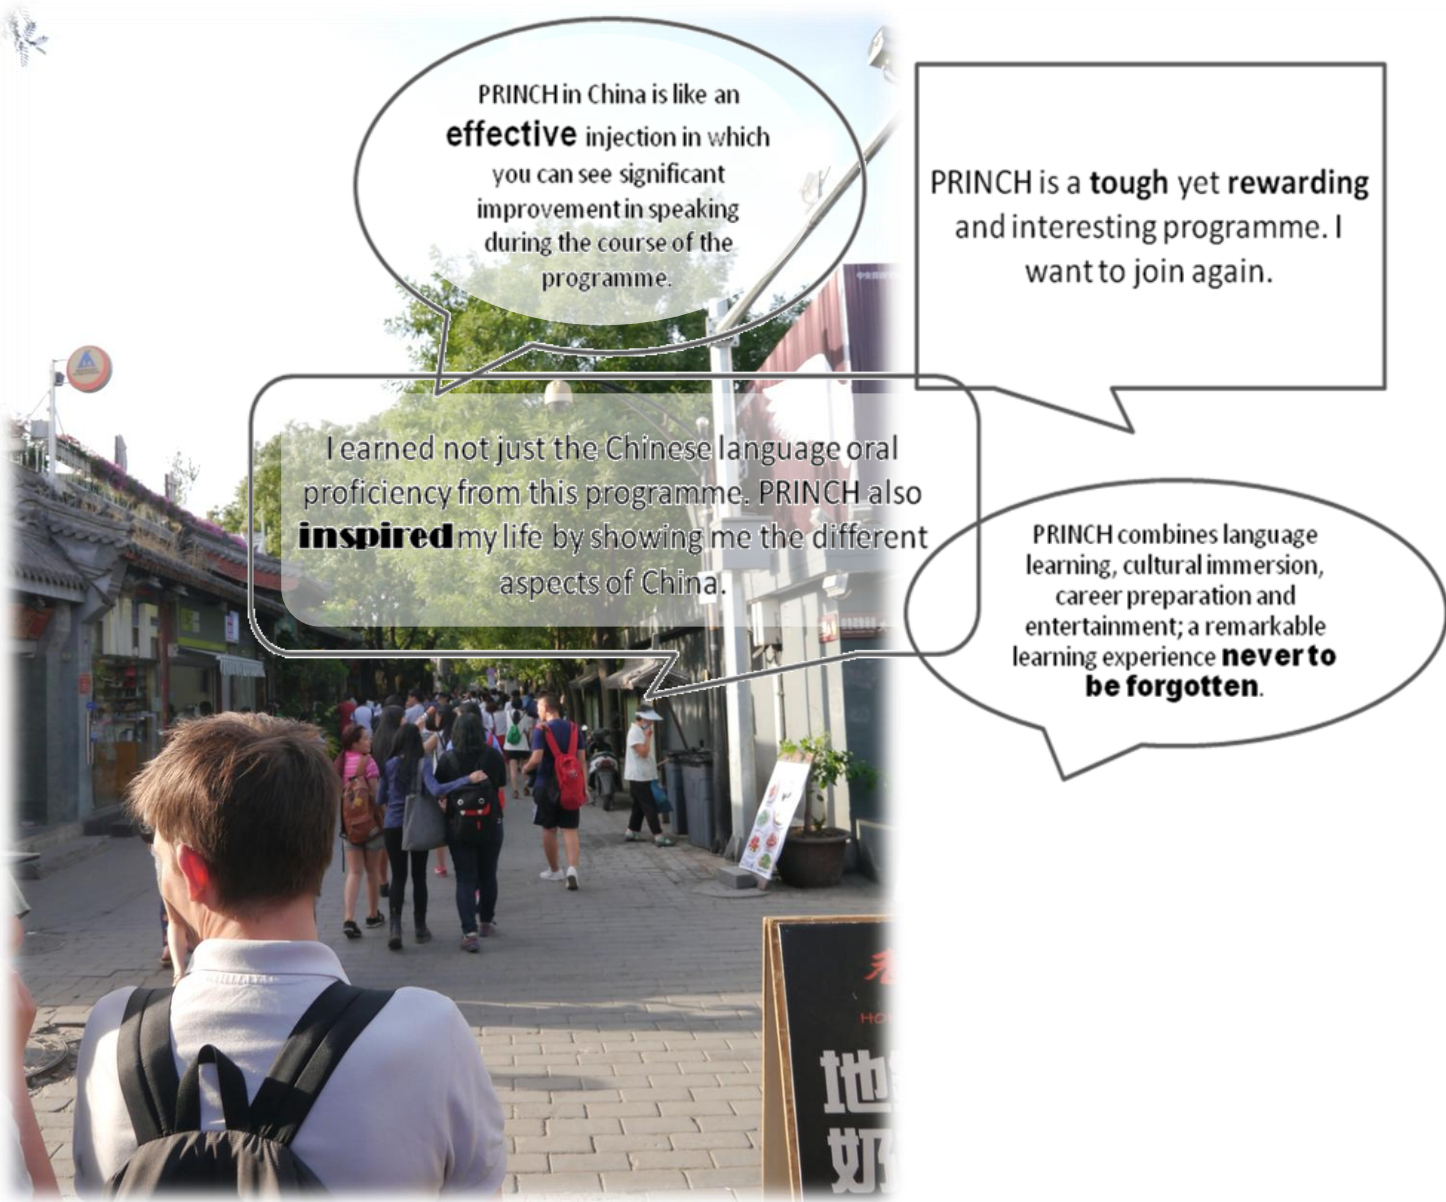 PRINCH in China is like an
effective injection in which
you can see significant
improvement in speaking
during the course of the
programme.
PRINCH is a tough yet rewarding
and interesting programme. I
want to join again.
I earned not just the Chinese language oral
proficiency from this programme. PRINCH also
inspired my life by showing me the different
aspects of China.
PRINCH combines language
learning, cultural immersion,
career preparation and
entertainment; a remarkable
learning experience never to
be forgotten.
地
奶